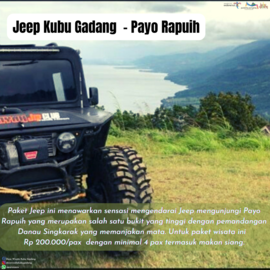 Jeep Kubu Gadang - Payo Rapuih
Paket Jeep ini menawarkan sensasi mengendarai Jeep mengunjungi Payo
Rapuih yang merupakan salah satu bukit yang tinggi dengan pemandangan
Danau Singkarak yang memanjakan mata. Untuk paket wisata ini
Rp 200.000/pax dengan minimal 4 pax termasuk makan siang